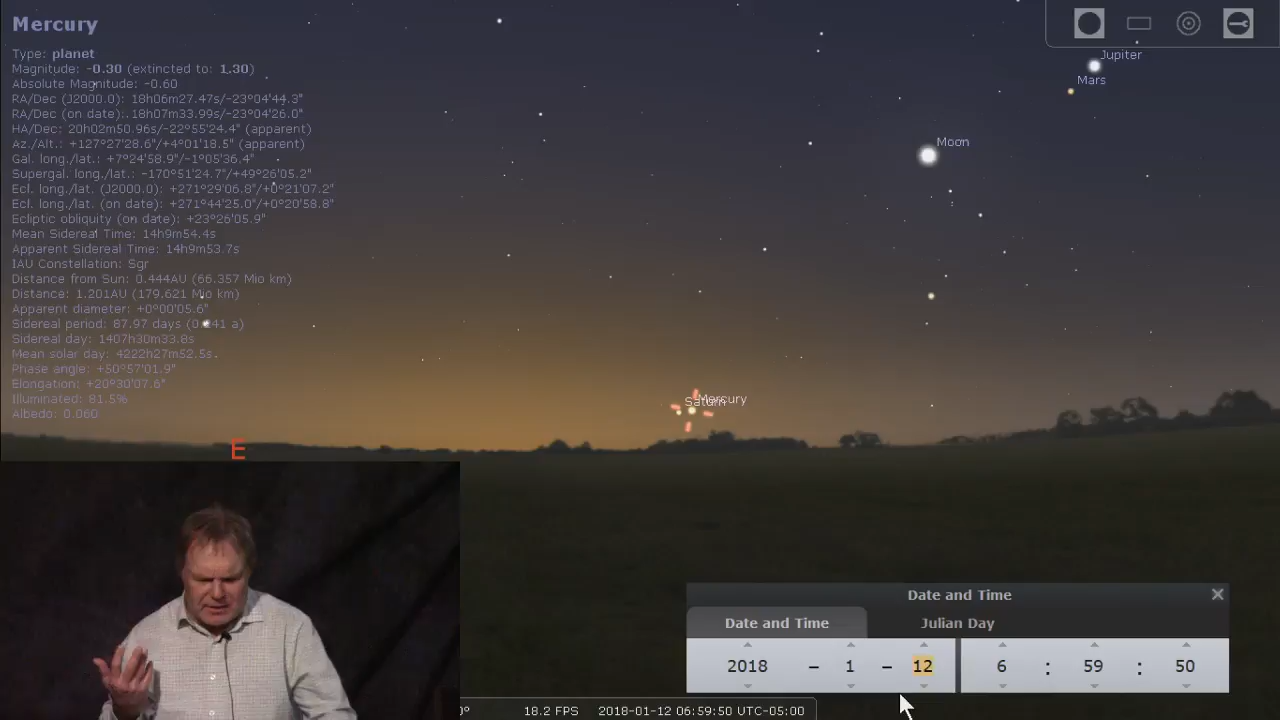 Mercury
Type: planet
Magnitude: -0.30 (extincted to: 1.30)
Absolute Magnitude: -0.60
RA/Dec (J2000.0): 18h06m27.47s/-23°04'44.3"
RA/Dec (on date): 18h07m33.99s/-23°04'26.0"
HA/Dec: 20h02m50.96s/-22°55'24.4" (apparent)
Az./Alt.: +127°27'28.6"/+4°01'18.5" (apparent)
Gal. long./lat.: +7°24'58.9"/-1°05'36.4"
Supergal. long./lat.: -170°51'24.7"/+49°26'05.2"
Ecl. long./lat. (J2000.0): +271°29'06.8"/+0°21'07.2"
Ecl. long./lat. (on date): +271°44'25.0"/+0°20'58.8"
Ecliptic obliquity (on date): +23°26'05.9"
Mean Sidereal Time: 14h9m54.4s
Apparent Sidereal Time: 14h9m53.7s
IAU Constellation: Sgr
Distance from Sun: 0.444AU (66.357 Mio km)
Distance: 1.201AU (179.621 Mio km)
Apparent diameter: +0°00'05.6"
Sidereal period: 87.97 days (0.241 a)
Sidereal day: 1407h30m33.8s
Mean solar day: 4222h27m52.5s
Phase angle: +50°57'01.9"
Elongation: +20°30'07.6"
Illuminated: 81.5%
Albedo: 0.060
Jupiter
Mars
Moon
Mercury
Saturn
E
Date and Time
Date and Time
Julian Day
2018 - 1 - 12 6 : 59 : 50
18.2 FPS 2018-01-12 06:59:50 UTC-05:00